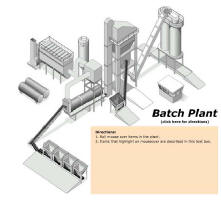 Batch Plant
(click here for directions)
Directions:
1. Roll mouse over items in the plant.
2. Items that highlight on mouseover are described in this text box.